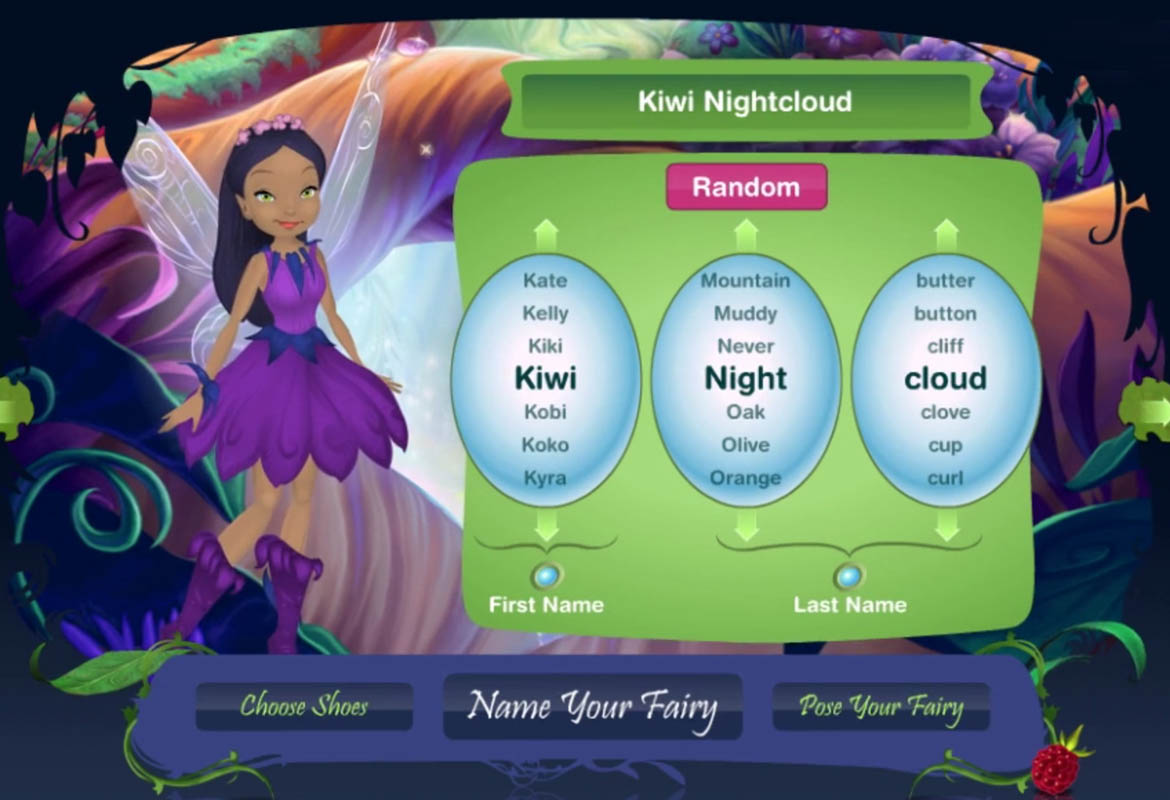 Kiwi Nightcloud
Random
Kate
Kelly
Kiki
Kiwi
Kobi
Koko
Kyra
Mountain
Muddy
Never
Night
Oak
Olive
Orange
butter
button
cliff
cloud
clove
cup
curl
First Name
Last Name
Choose Shoes
Name Your Fairy
Pose Your Fairy